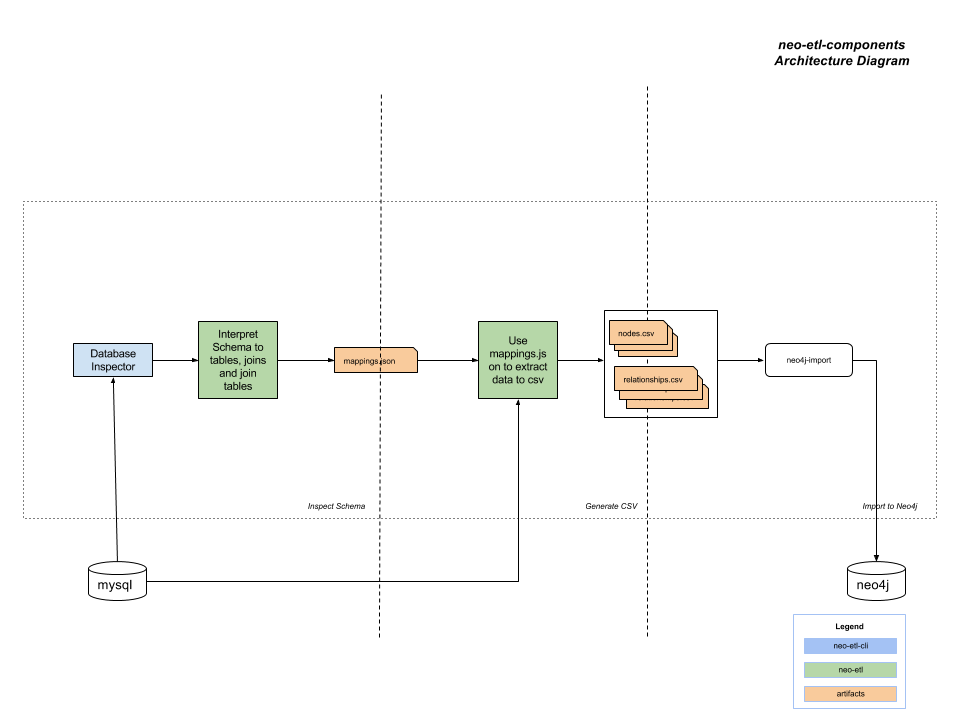 neo-etl-components
Architecture Diagram
Database
Inspector
Interpret
Schema to
tables, joins
and join
tables
mappings.json
Use
mappings.js
on to extract
data to csv
nodes.csv
relationships.csv
neo4j-import
Inspect Schema
Generate CSV
Import to Neo4j
mysql
neo4j
Legend
neo-etl-cli
neo-etl
artifacts